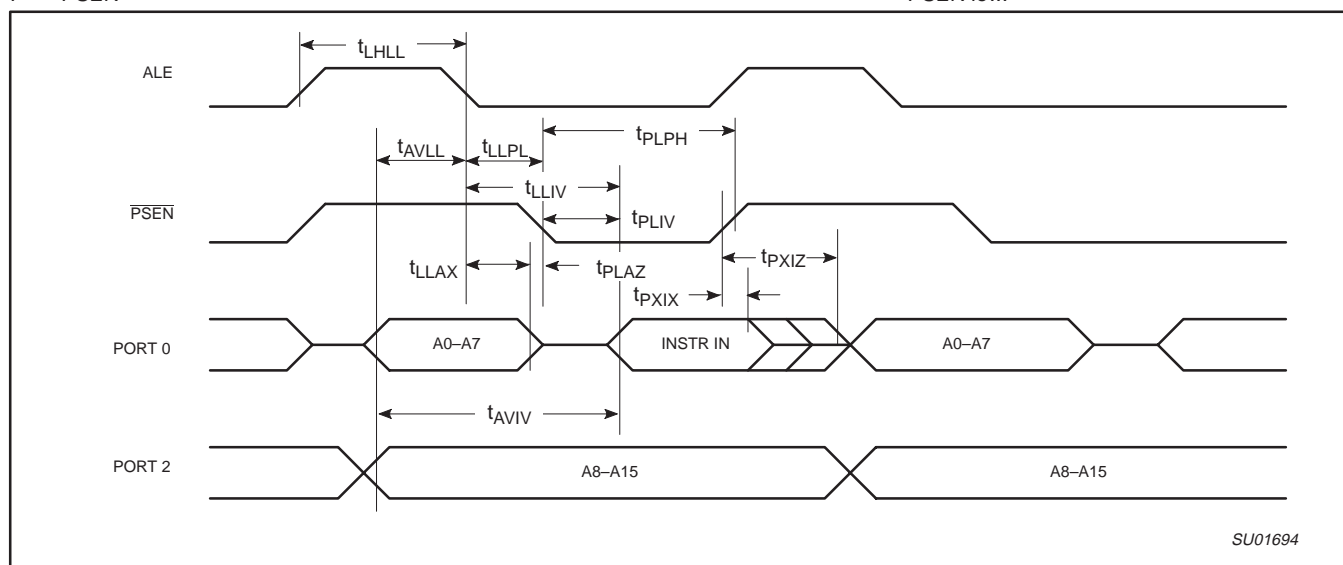 tLHLL
ALE
tPLPH
tAVLL tLLPL
tLLIV
PSEN
tPLIV
tLLAX tPLAZ tPXIZ
tPXIX
PORT 0 A0–A7 INSTR IN A0–A7
tAVIV
PORT 2 A8–A15 A8–A15
SU01694